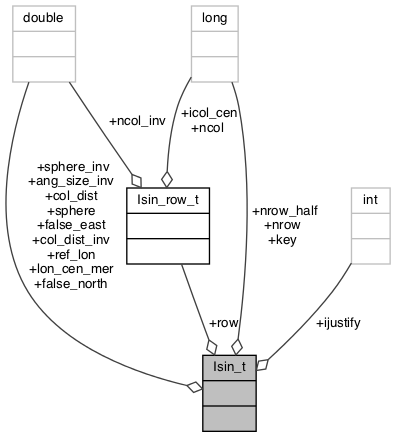 double
long
+ncol_inv
+icol_cen
+ncol
+sphere_inv
+ang_size_inv
+col_dist
+sphere
+false_east
+col_dist_inv
+ref_lon
+lon_cen_mer
+false_north
Isin_row_t
int
+nrow_half
+nrow
+key
+row
+ijustify
Isin_t